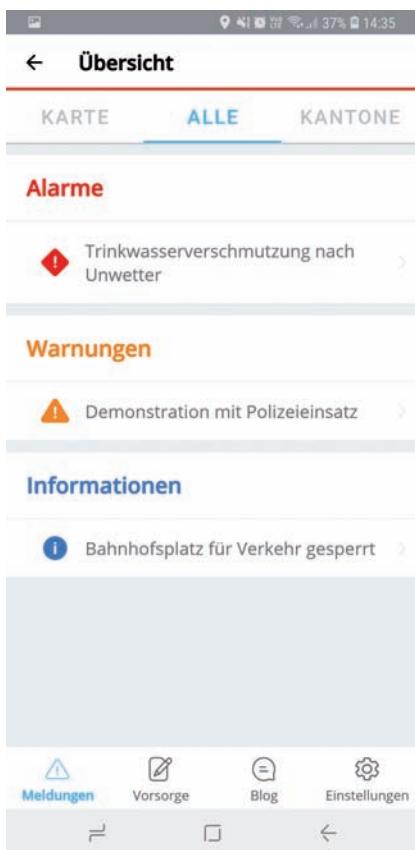 37% 14:35
Übersicht
KARTE ALLE KANTONE
Alarme
Trinkwasserverschmutzung nach
Unwetter
Warnungen
Demonstration mit Polizeieinsatz
Informationen
Bahnhofsplatz für Verkehr gesperrt
Meldungen Vorsorge Blog Einstellungen